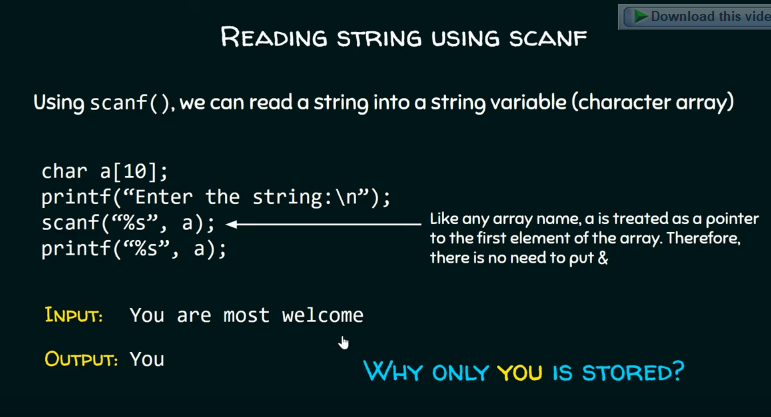 Download this vide
READING STRING USING SCANF
Using scanf(), we can read a string into a string variable (character array)
char a[10];
printf(“Enter the string:\n”);
scanf(“%s”, a);
printf(“%s”, a);
Like any array name, a is treated as a pointer
to the first element of the array. Therefore,
there is no need to put &
INPUT: You are most welcome
OUTPUT: You
WHY ONLY YOU IS STORED?